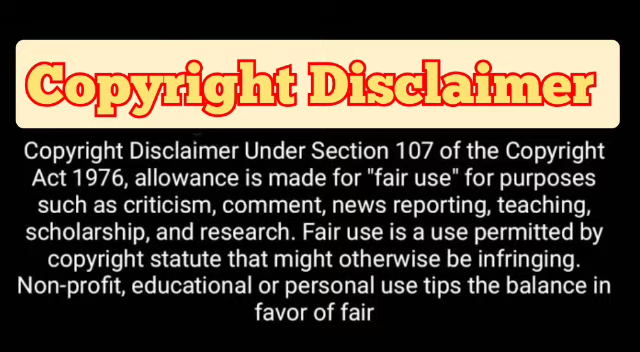 Copyright Disclaimer
Copyright Disclaimer Under Section 107 of the Copyright
Act 1976, allowance is made for "fair use" for purposes
such as criticism, comment, news reporting, teaching,
scholarship, and research. Fair use is a use permitted by
copyright statute that might otherwise be infringing.
Non-profit, educational or personal use tips the balance in
favor of fair